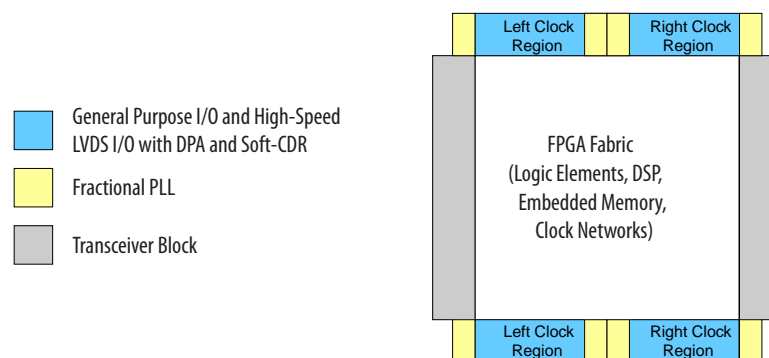 Left Clock
Region
Right Clock
Region
General Purpose I/O and High-Speed
LVDS I/O with DPA and Soft-CDR
Fractional PLL
Transceiver Block
FPGA Fabric
(Logic Elements, DSP,
Embedded Memory,
Clock Networks)
Left Clock
Region
Right Clock
Region